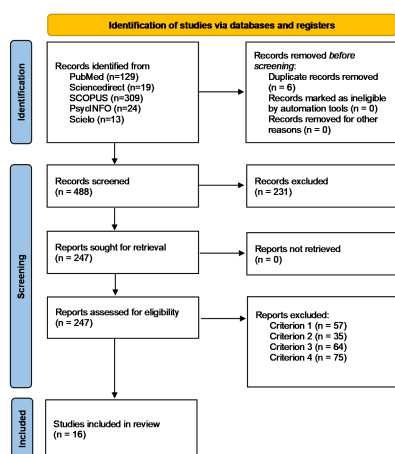 Identification of studies via databases and registers
Identification
Records identified from
PubMed (n=129)
Sciencedirect (n=19)
SCOPUS (n=309)
PsycINFO (n=24)
Scielo (n=13)
Records removed before
screening:
Duplicate records removed
(n = 6)
Records marked as ineligible
by automation tools (n = 0)
Records removed for other
reasons (n = 0)
Screening
Records screened
(n = 488)
Records excluded
(n = 231)
Reports sought for retrieval
(n = 247)
Reports not retrieved
(n = 0)
Reports assessed for eligibility
(n = 247)
Reports excluded:
Criterion 1 (n = 57)
Criterion 2 (n = 35)
Criterion 3 (n = 64)
Criterion 4 (n = 75)
Included
Studies included in review
(n = 16)